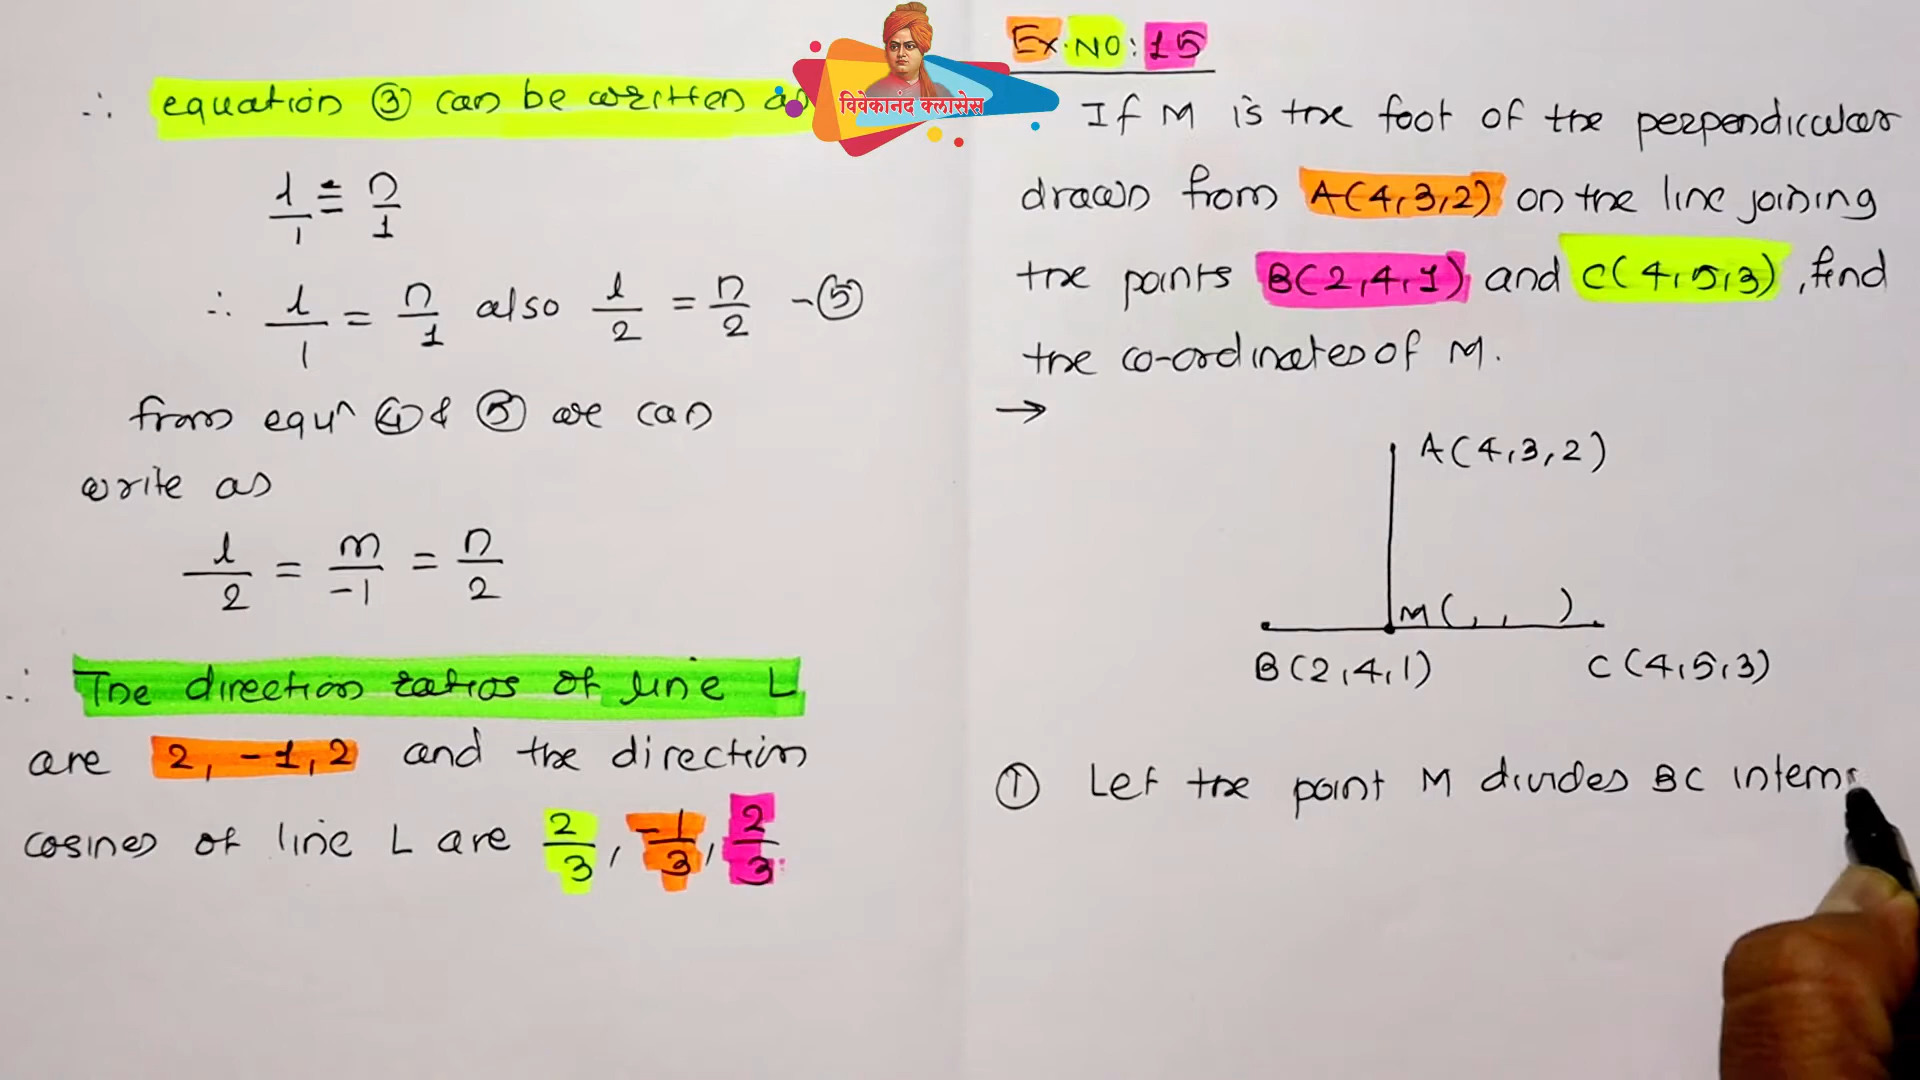 ∴ equation ③ can be written as
l/1 = n/1
∴ l/1 = n/1 also l/2 = n/2 -⑤
from equⁿ ④ & ⑤ we can
write as
l/2 = m/-1 = n/2
∴ The direction ratios of line L
are 2, -1, 2 and the direction
cosines of line L are 2/3, -1/3, 2/3.
विवेकानंद क्लासेस
Ex. NO: 15
If M is the foot of the perpendicular
drawn from A(4,3,2) on the line joining
the points B(2,4,1) and C(4,5,3), find
the co-ordinates of M.
→
A(4,3,2)
M( , , )
B(2,4,1) C(4,5,3)
① Let the point M divides BC intern